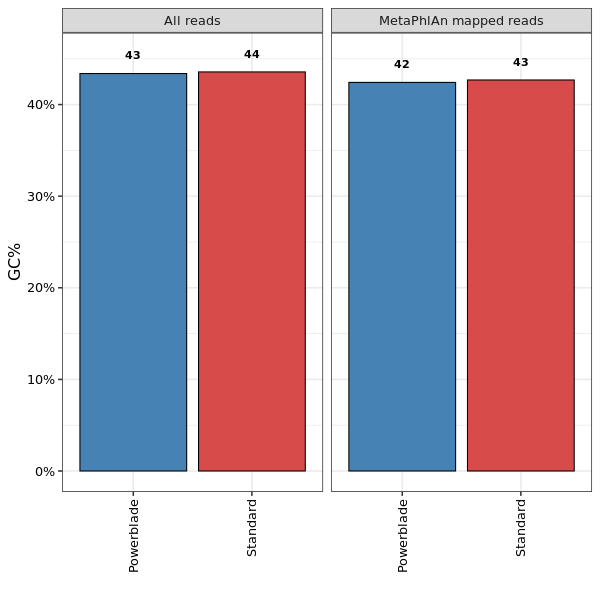 All reads
MetaPhlAn mapped reads
43
44
42
43
40%
30%
20%
10%
0%
GC%
Powerblade
Standard
Powerblade
Standard